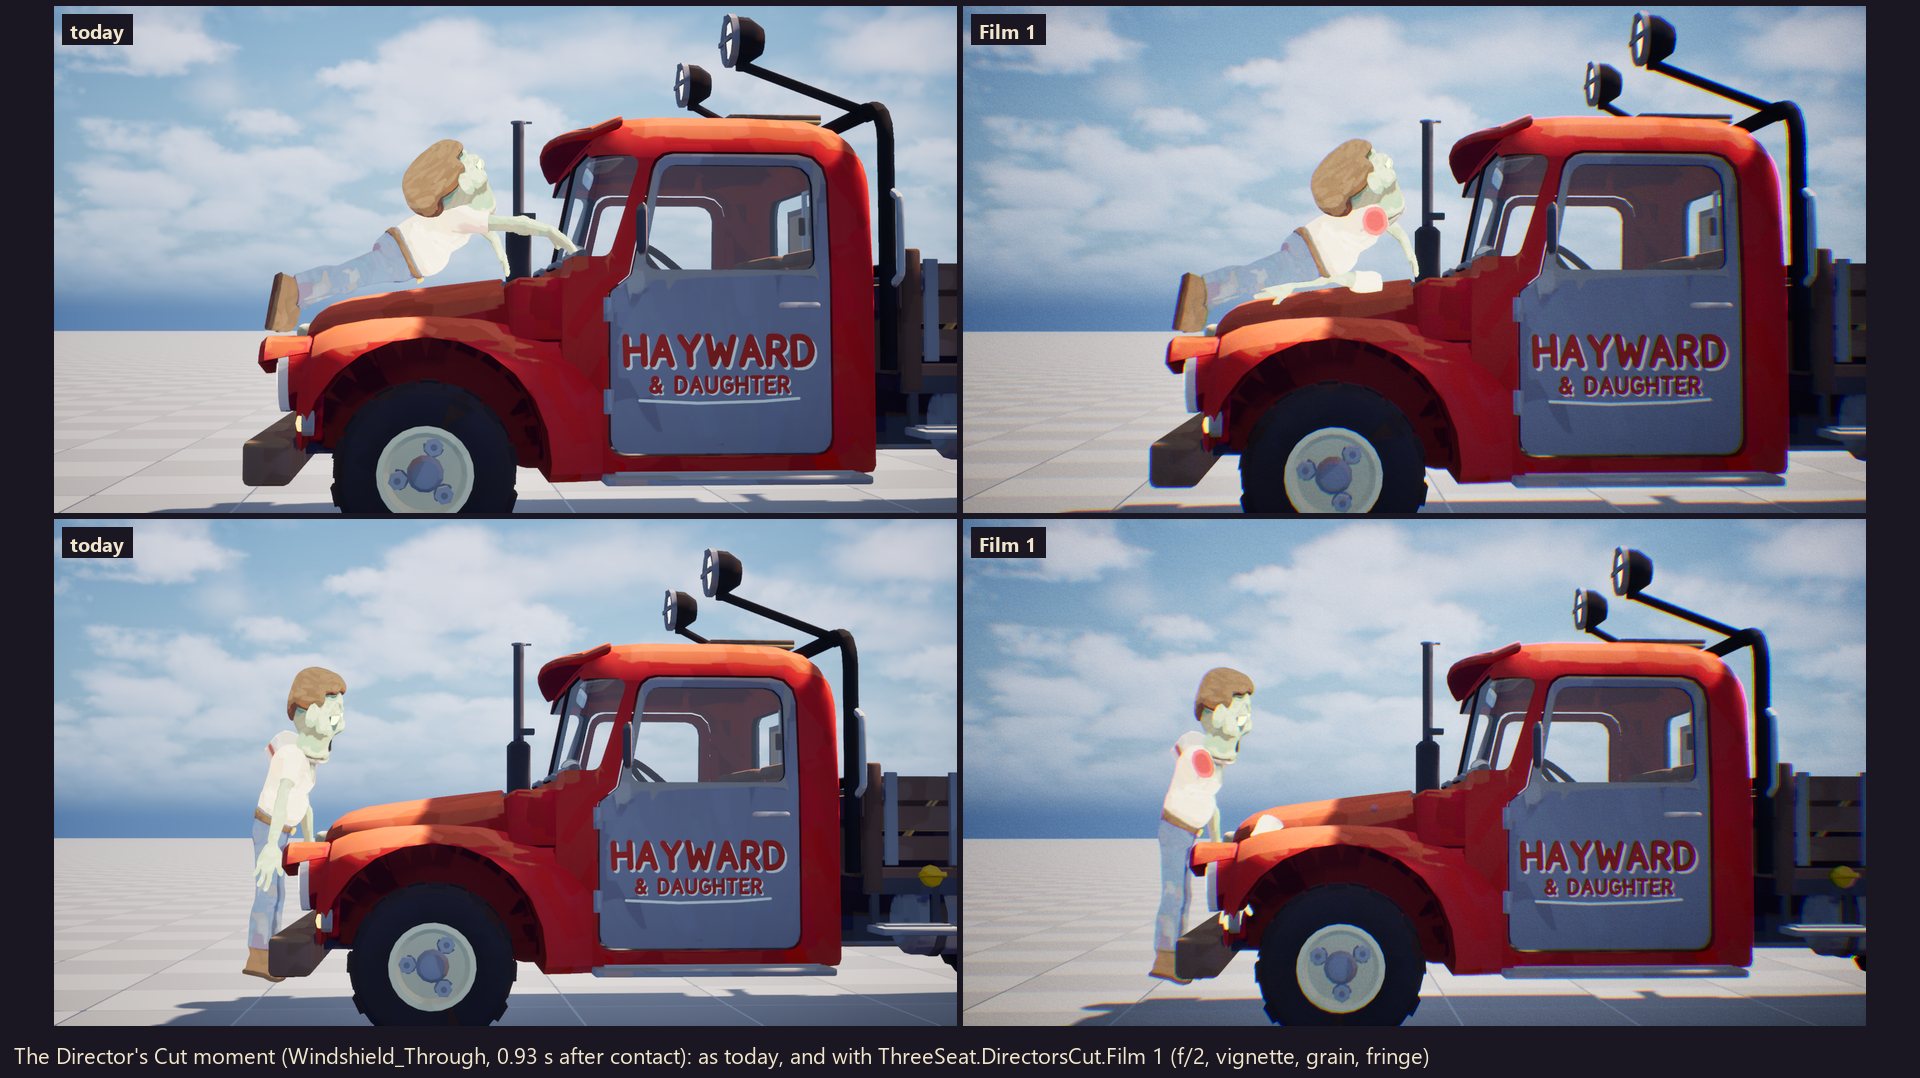 today
Film 1
HAYWARD
& DAUGHTER
HAYWARD
& DAUGHTER
today
Film 1
HAYWARD
& DAUGHTER
HAYWARD
& DAUGHTER
The Director's Cut moment (Windshield_Through, 0.93 s after contact): as today, and with ThreeSeat.DirectorsCut.Film 1 (f/2, vignette, grain, fringe)